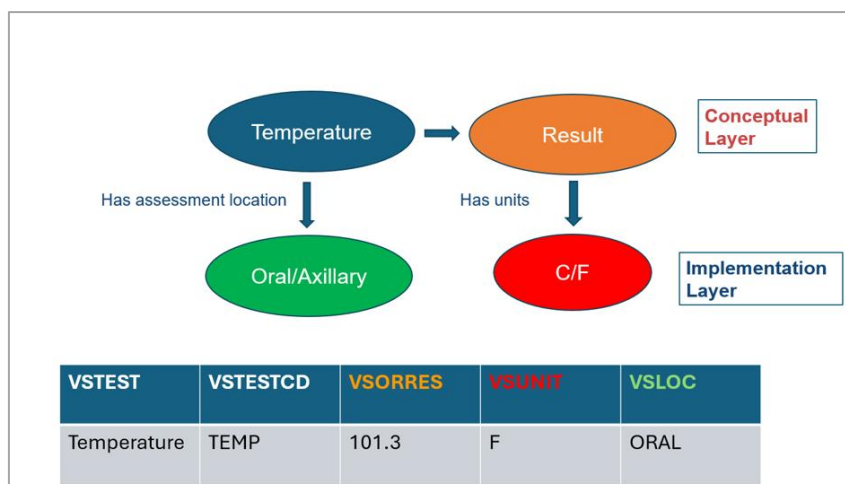 Temperature
Result
Conceptual
Layer
Has assessment location
Has units
Oral/Axillary
C/F
Implementation
Layer
VSTEST VSTESTCD VSORRES VSUNIT VSLOC
Temperature TEMP 101.3 F ORAL